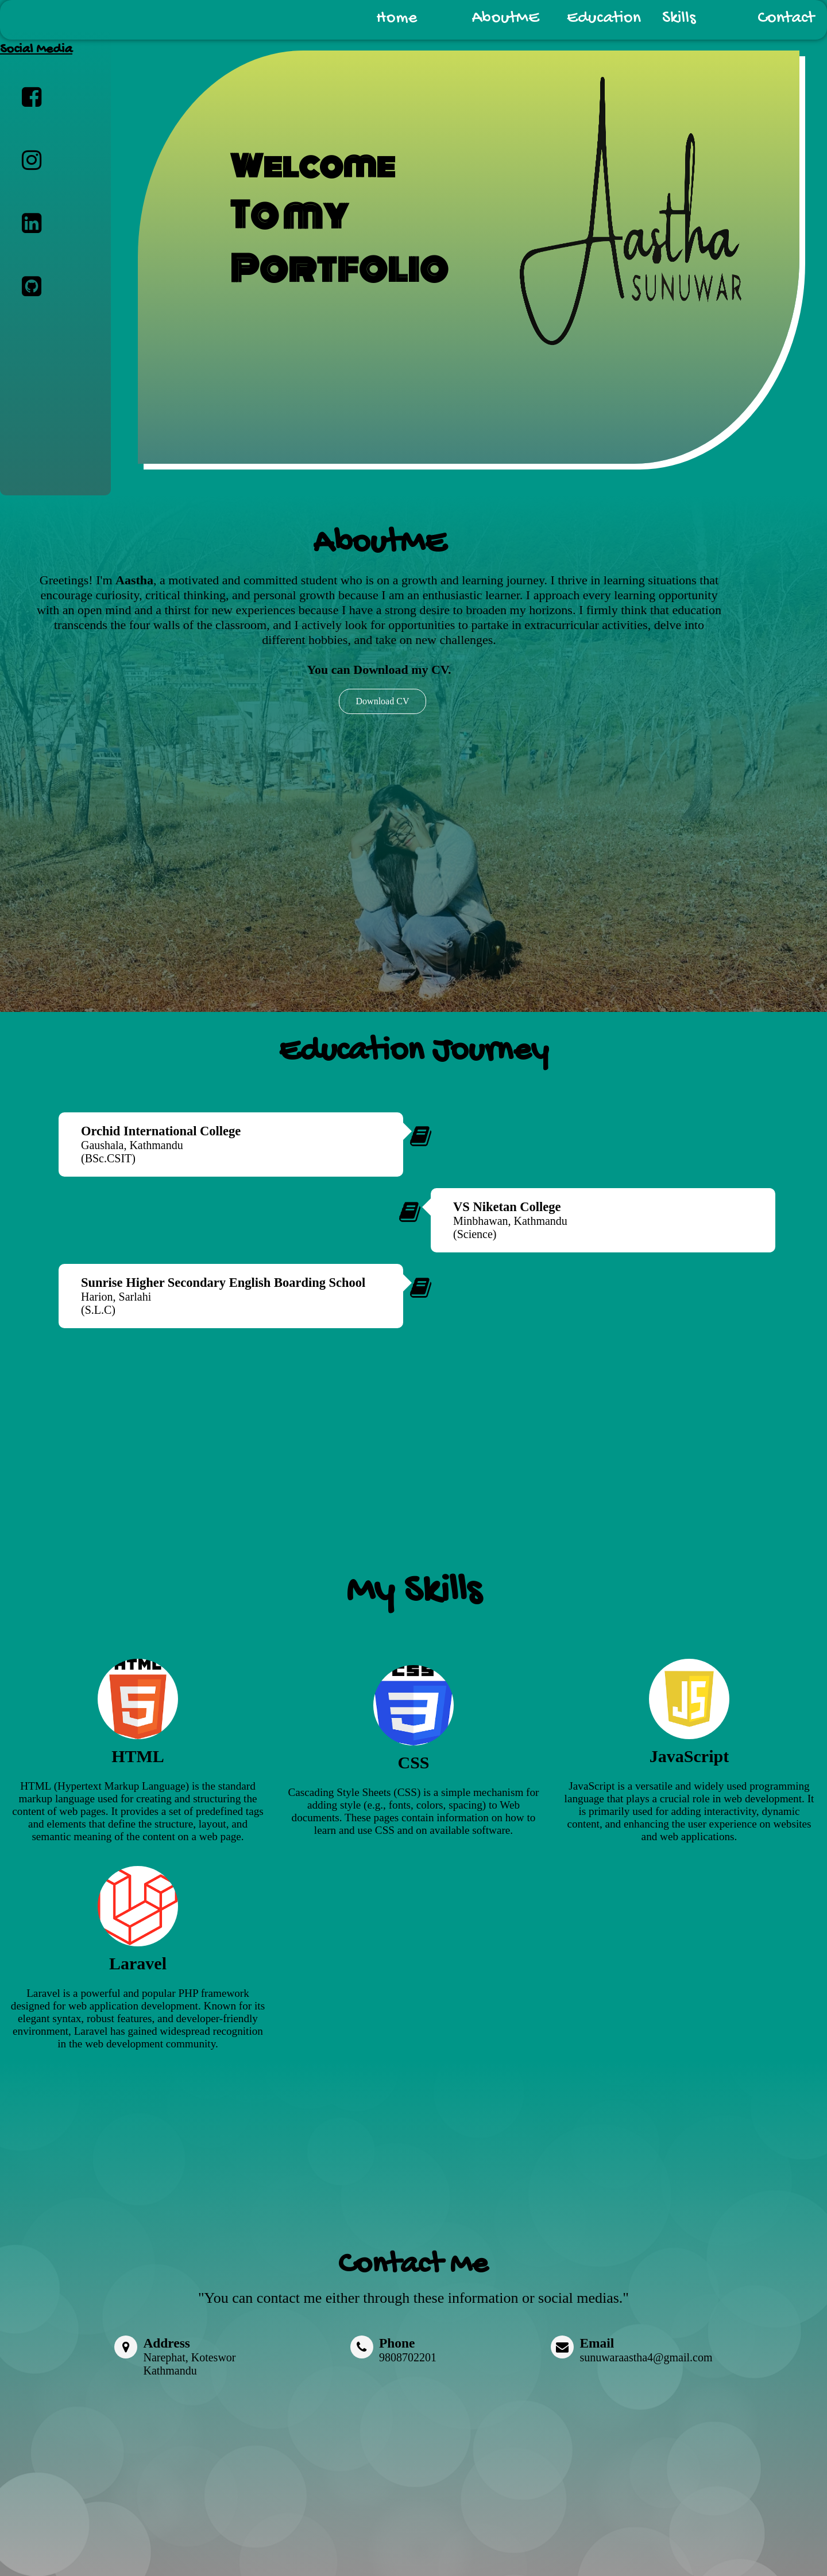 Home AboutME Education Skills Contact
Social Media
Welcome
To my
Portfolio
Aastha
SUNUWAR
AboutME
Greetings! I'm Aastha, a motivated and committed student who is on a growth and learning journey. I thrive in learning situations that
encourage curiosity, critical thinking, and personal growth because I am an enthusiastic learner. I approach every learning opportunity
with an open mind and a thirst for new experiences because I have a strong desire to broaden my horizons. I firmly think that education
transcends the four walls of the classroom, and I actively look for opportunities to partake in extracurricular activities, delve into
different hobbies, and take on new challenges.
You can Download my CV.
Download CV
Education Journey
Orchid International College
Gaushala, Kathmandu
(BSc.CSIT)
VS Niketan College
Minbhawan, Kathmandu
(Science)
Sunrise Higher Secondary English Boarding School
Harion, Sarlahi
(S.L.C)
My Skills
HTML
HTML
HTML (Hypertext Markup Language) is the standard
markup language used for creating and structuring the
content of web pages. It provides a set of predefined tags
and elements that define the structure, layout, and
semantic meaning of the content on a web page.
CSS
CSS
Cascading Style Sheets (CSS) is a simple mechanism for
adding style (e.g., fonts, colors, spacing) to Web
documents. These pages contain information on how to
learn and use CSS and on available software.
JS
JavaScript
JavaScript is a versatile and widely used programming
language that plays a crucial role in web development. It
is primarily used for adding interactivity, dynamic
content, and enhancing the user experience on websites
and web applications.
Laravel
Laravel is a powerful and popular PHP framework
designed for web application development. Known for its
elegant syntax, robust features, and developer-friendly
environment, Laravel has gained widespread recognition
in the web development community.
Contact Me
"You can contact me either through these information or social medias."
Address
Narephat, Koteswor
Kathmandu
Phone
9808702201
Email
sunuwaraastha4@gmail.com